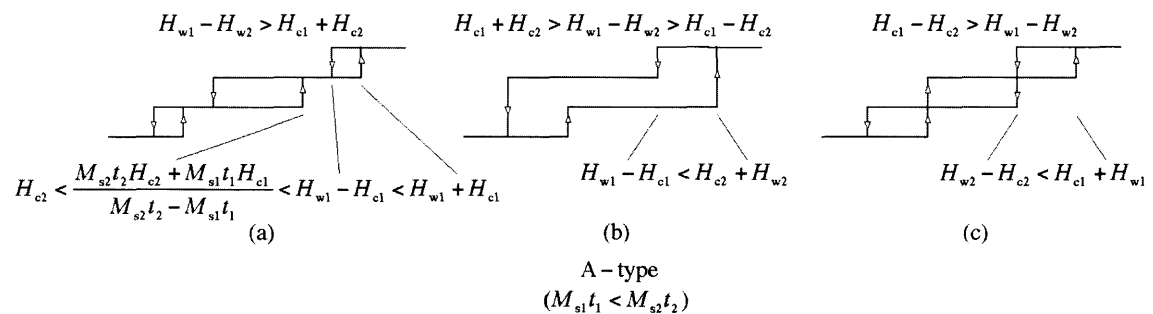 H_w1 − H_w2 > H_c1 + H_c2
H_c1 + H_c2 > H_w1 − H_w2 > H_c1 − H_c2
H_c1 − H_c2 > H_w1 − H_w2
H_c2 < (M_s2 t_2 H_c2 + M_s1 t_1 H_c1) / (M_s2 t_2 − M_s1 t_1) < H_w1 − H_c1 < H_w1 + H_c1
H_w1 − H_c1 < H_c2 + H_w2
H_w2 − H_c2 < H_c1 + H_w1
(a)
(b)
(c)
A – type
(M_s1 t_1 < M_s2 t_2)